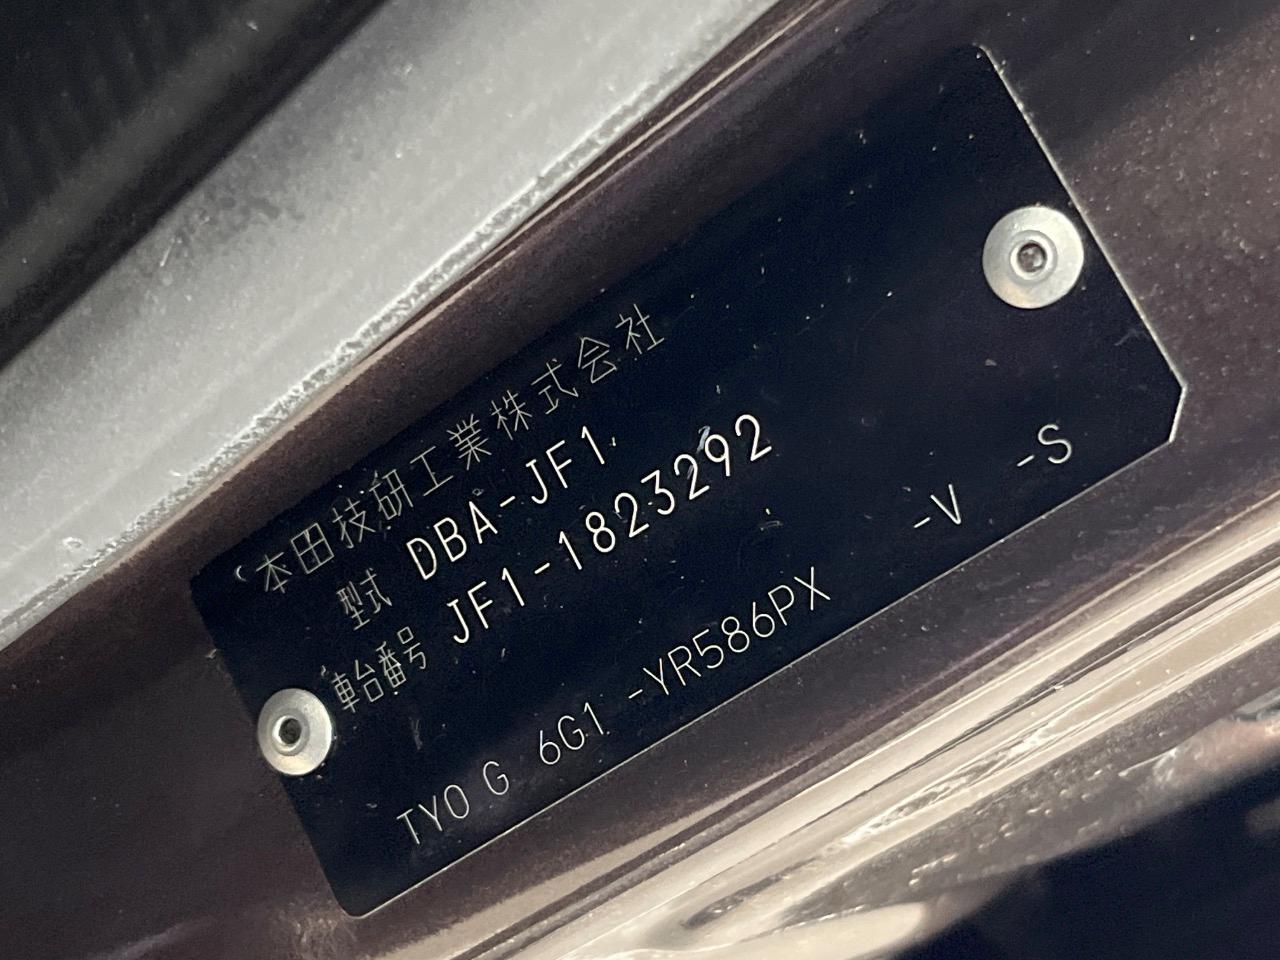 本田技研工業株式会社
型式 DBA-JF1
車台番号 JF1-1823292
TYO G 6G1 -YR586PX -V -S